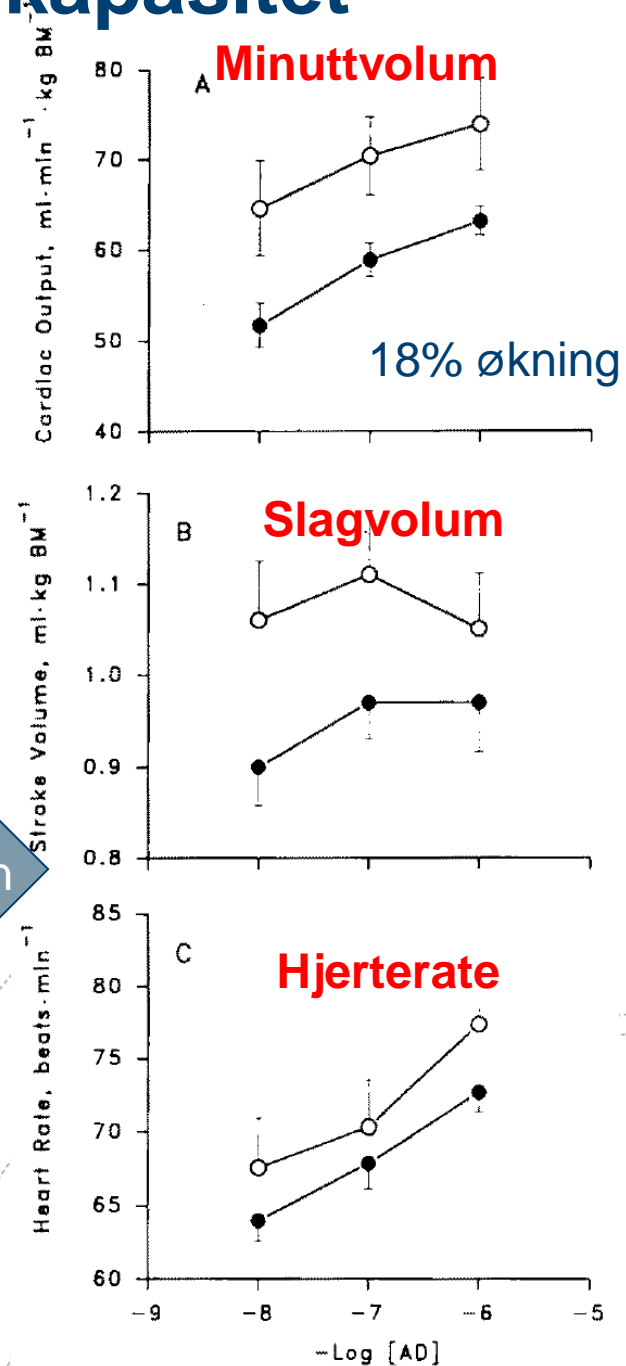 kapasitet
Minuttvolum
A
Cardiac Output, ml·min⁻¹·kg BM⁻¹
80
70
60
50
40
18% økning
Slagvolum
B
Stroke Volume, ml·kg BM⁻¹
1.2
1.1
1.0
0.9
0.8
n
Hjerterate
C
Heart Rate, beats·min⁻¹
85
80
75
70
65
60
-9 -8 -7 -6 -5
-Log [AD]